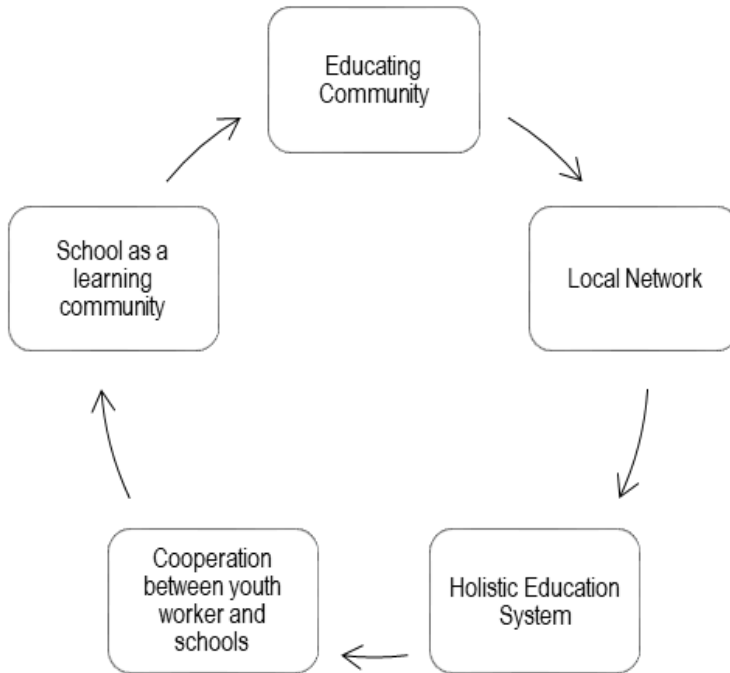 Educating
Community
Local Network
Holistic Education
System
Cooperation
between youth
worker and
schools
School as a
learning
community